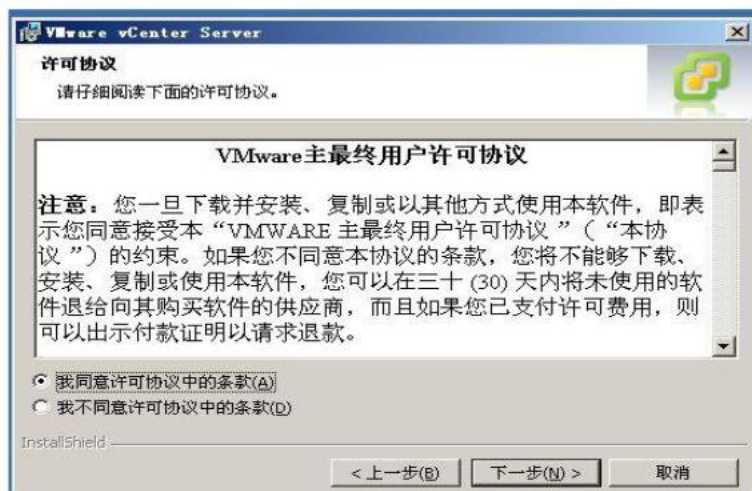 VMware vCenter Server
许可协议
请仔细阅读下面的许可协议。
VMware主最终用户许可协议
注意：您一旦下载并安装、复制或以其他方式使用本软件，即表
示您同意接受本“VMWARE 主最终用户许可协议 ”（“本协
议 ”）的约束。如果您不同意本协议的条款，您将不能够下载、
安装、复制或使用本软件，您可以在三十 (30) 天内将未使用的软
件退给向其购买软件的供应商，而且如果您已支付许可费用，则
可以出示付款证明以请求退款。
我同意许可协议中的条款(A)
我不同意许可协议中的条款(D)
InstallShield
< 上一步(B) 下一步(N) > 取消